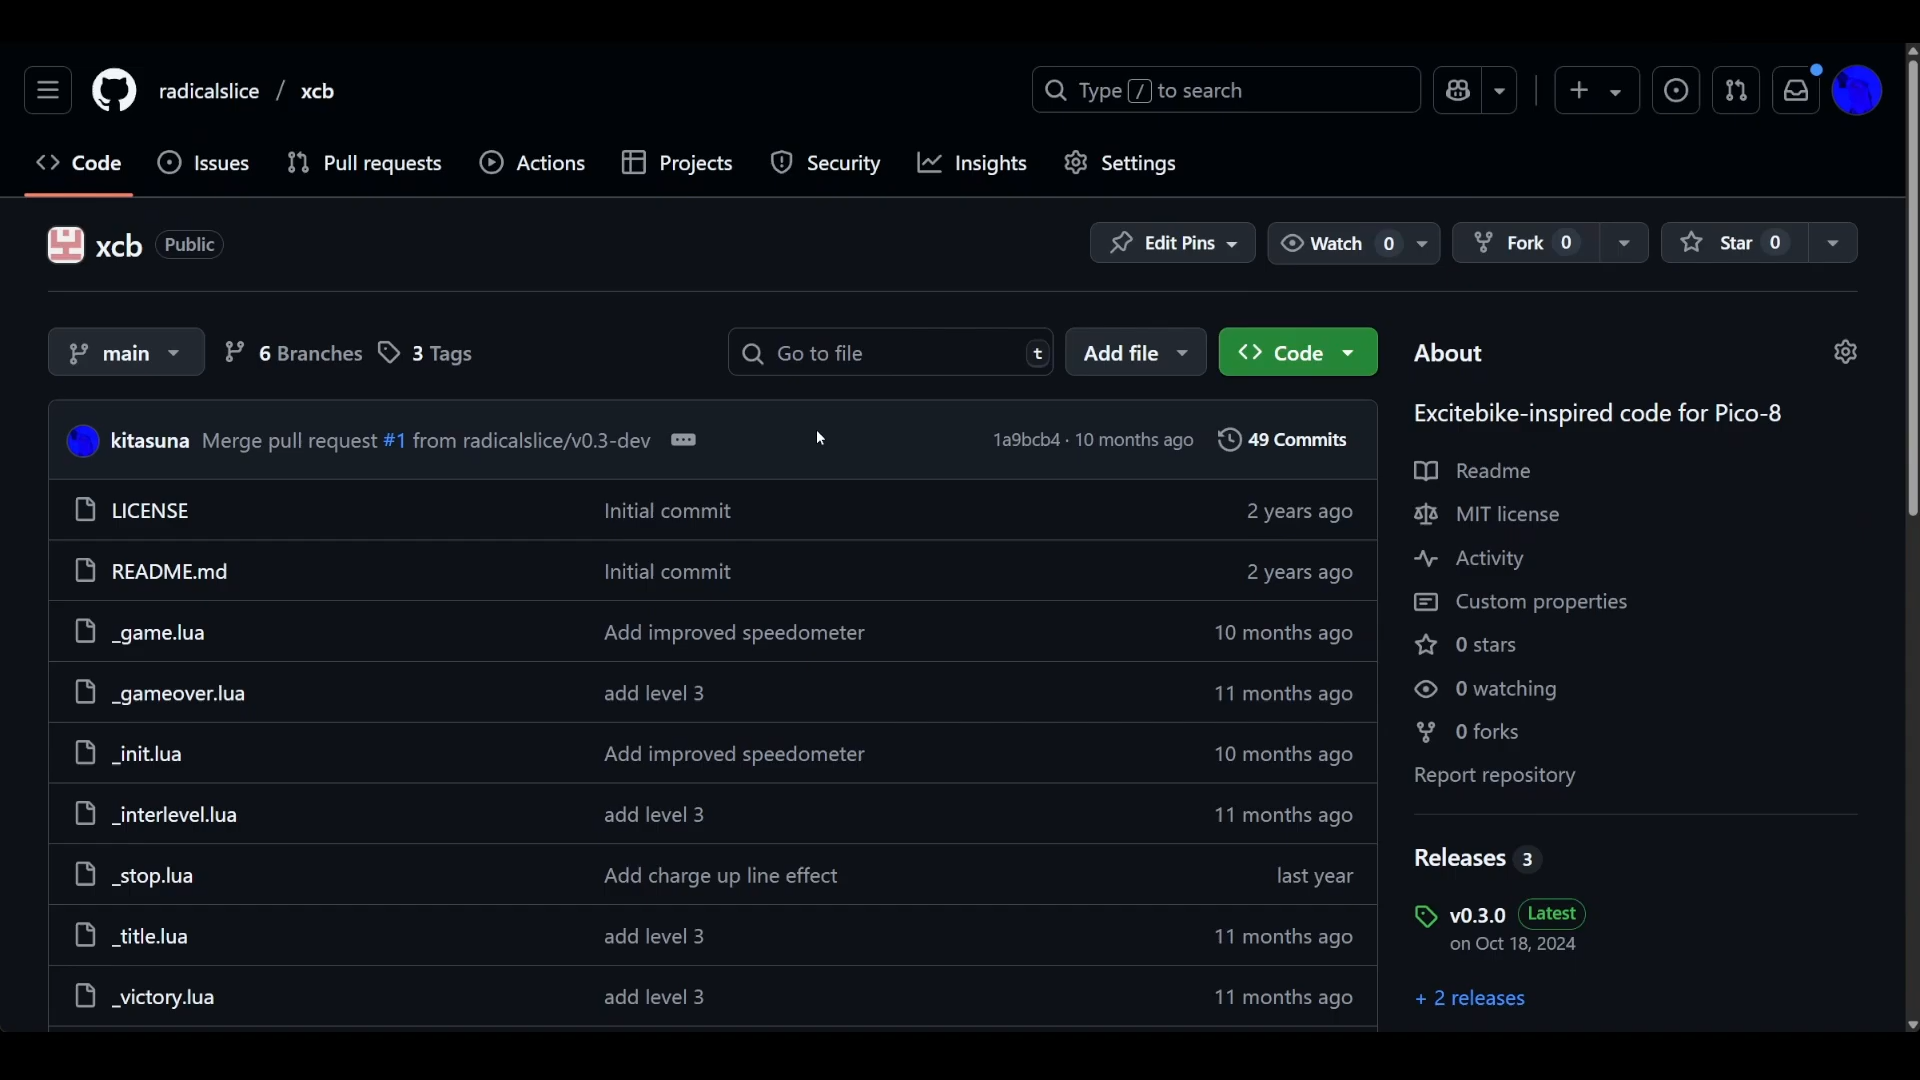 radicalslice / xcb
Type / to search
Code Issues Pull requests Actions Projects Security Insights Settings
xcb Public
Edit Pins Watch 0 Fork 0 Star 0
main 6 Branches 3 Tags
Go to file t Add file Code
kitasuna Merge pull request #1 from radicalslice/v0.3-dev
1a9bcb4 · 10 months ago 49 Commits
LICENSE Initial commit 2 years ago
README.md Initial commit 2 years ago
_game.lua Add improved speedometer 10 months ago
_gameover.lua add level 3 11 months ago
_init.lua Add improved speedometer 10 months ago
_interlevel.lua add level 3 11 months ago
_stop.lua Add charge up line effect last year
_title.lua add level 3 11 months ago
_victory.lua add level 3 11 months ago
About
Excitebike-inspired code for Pico-8
Readme
MIT license
Activity
Custom properties
0 stars
0 watching
0 forks
Report repository
Releases 3
v0.3.0 Latest
on Oct 18, 2024
+ 2 releases